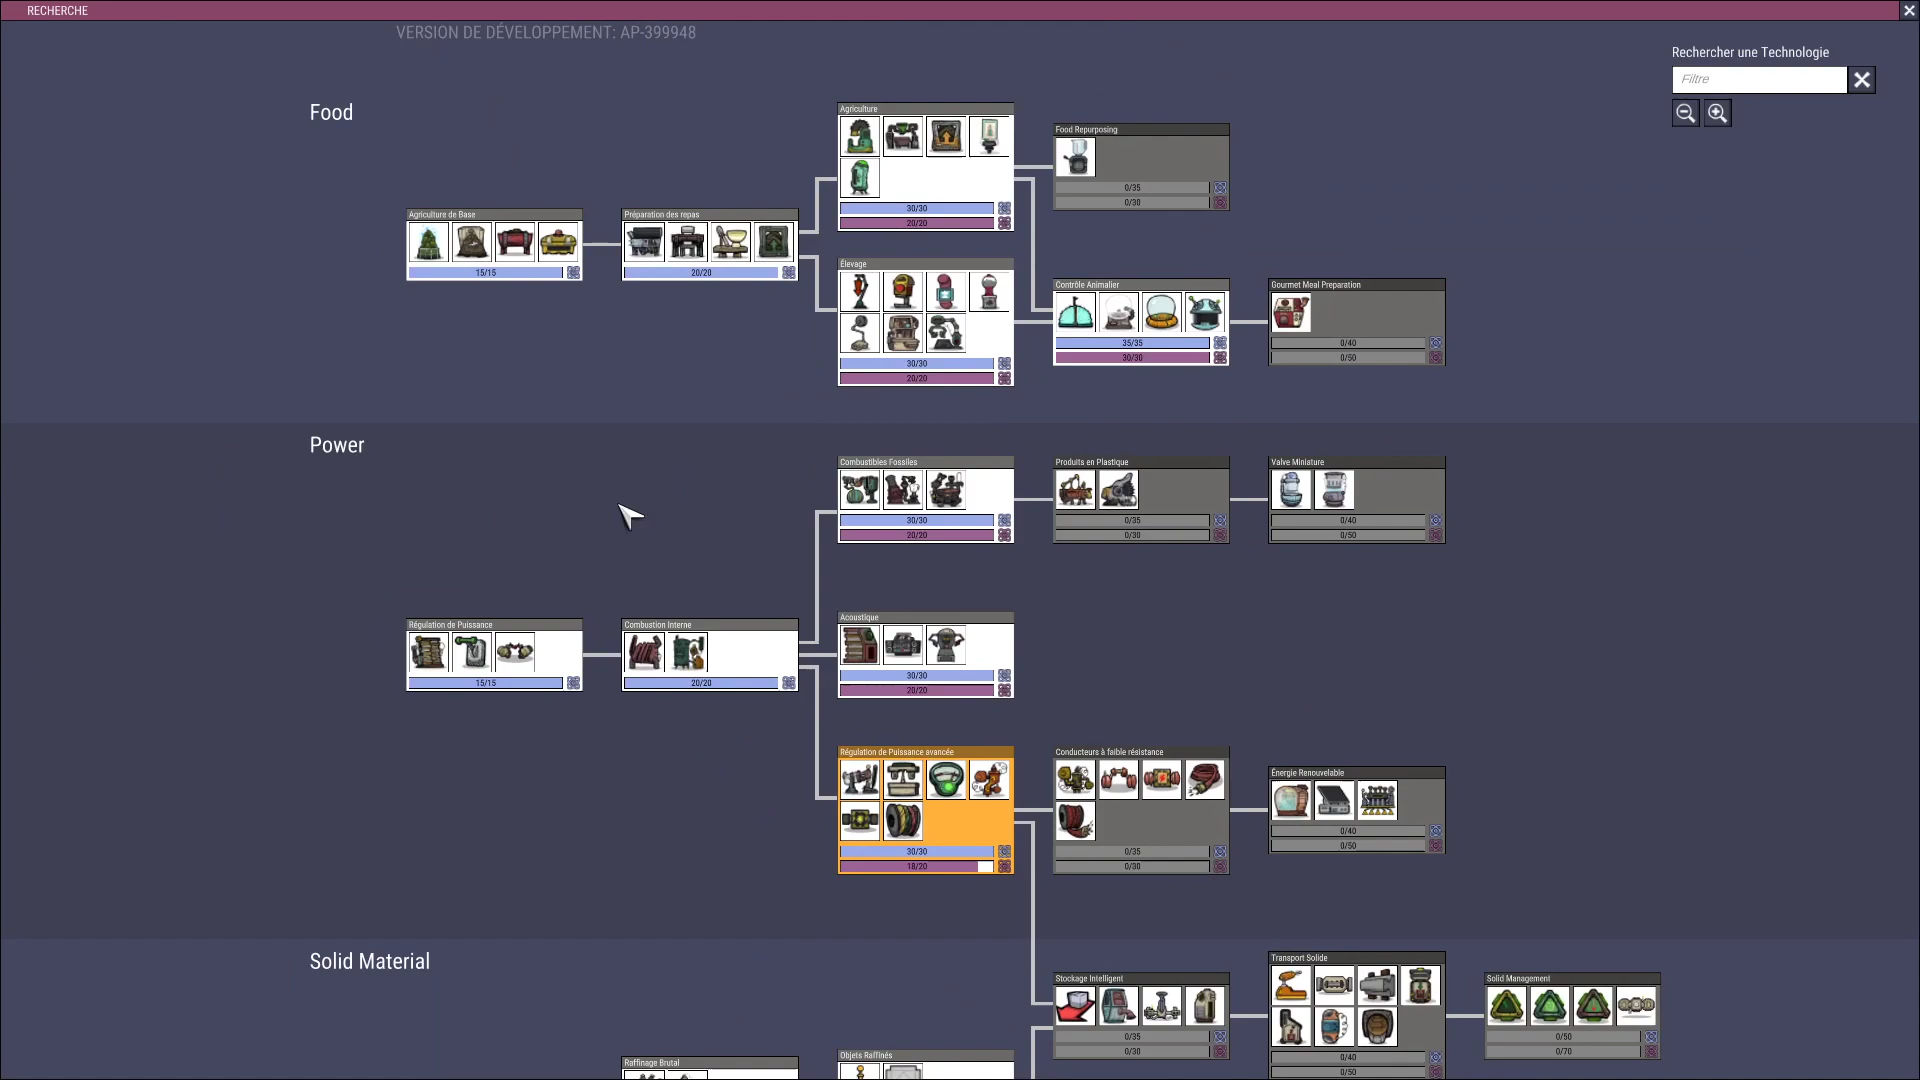 RECHERCHE
VERSION DE DÉVELOPPEMENT: AP-399948
Rechercher une Technologie
Filtre
Food
Agriculture de Base
15/15
Préparation des repas
20/20
Agriculture
30/30
20/20
Food Repurposing
0/35
0/30
Élevage
30/30
20/20
Contrôle Animalier
35/35
30/30
Gourmet Meal Preparation
0/40
0/50
Power
Régulation de Puissance
15/15
Combustion Interne
20/20
Combustibles Fossiles
30/30
20/20
Produits en Plastique
0/35
0/30
Valve Miniature
0/40
0/50
Acoustique
30/30
20/20
Régulation de Puissance avancée
30/30
18/20
Conducteurs à faible résistance
0/35
0/30
Énergie Renouvelable
0/40
0/50
Solid Material
Raffinage Brutal
Objets Raffinés
Stockage Intelligent
0/35
0/30
Transport Solide
0/40
0/50
Solid Management
0/50
0/70